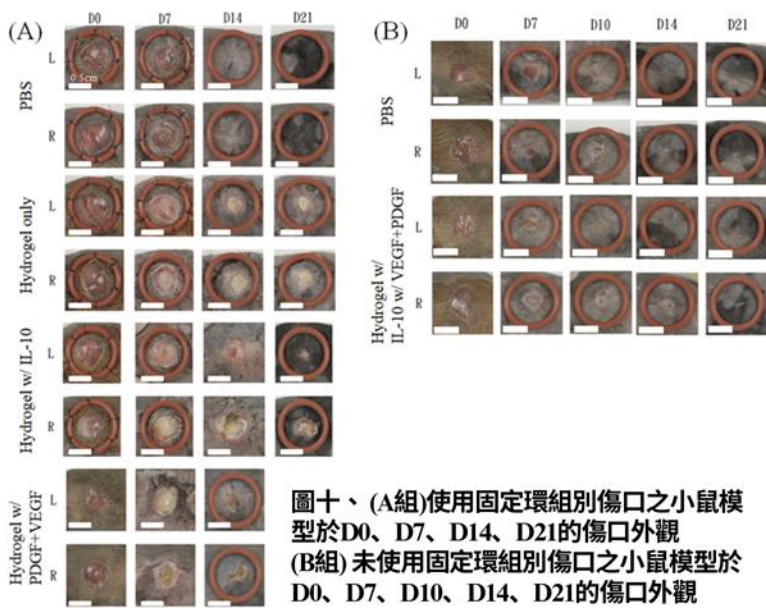 (A)
D0 D7 D14 D21
PBS
L
0.5cm
R
Hydrogel only
L
R
Hydrogel w/ IL-10
L
R
Hydrogel w/
PDGF+VEGF
L
R
(B)
D0 D7 D10 D14 D21
PBS
L
R
Hydrogel w/
IL-10 w/ VEGF+PDGF
L
R
圖十、 (A組)使用固定環組別傷口之小鼠模
型於D0、D7、D14、D21的傷口外觀
(B組) 未使用固定環組別傷口之小鼠模型於
D0、D7、D10、D14、D21的傷口外觀